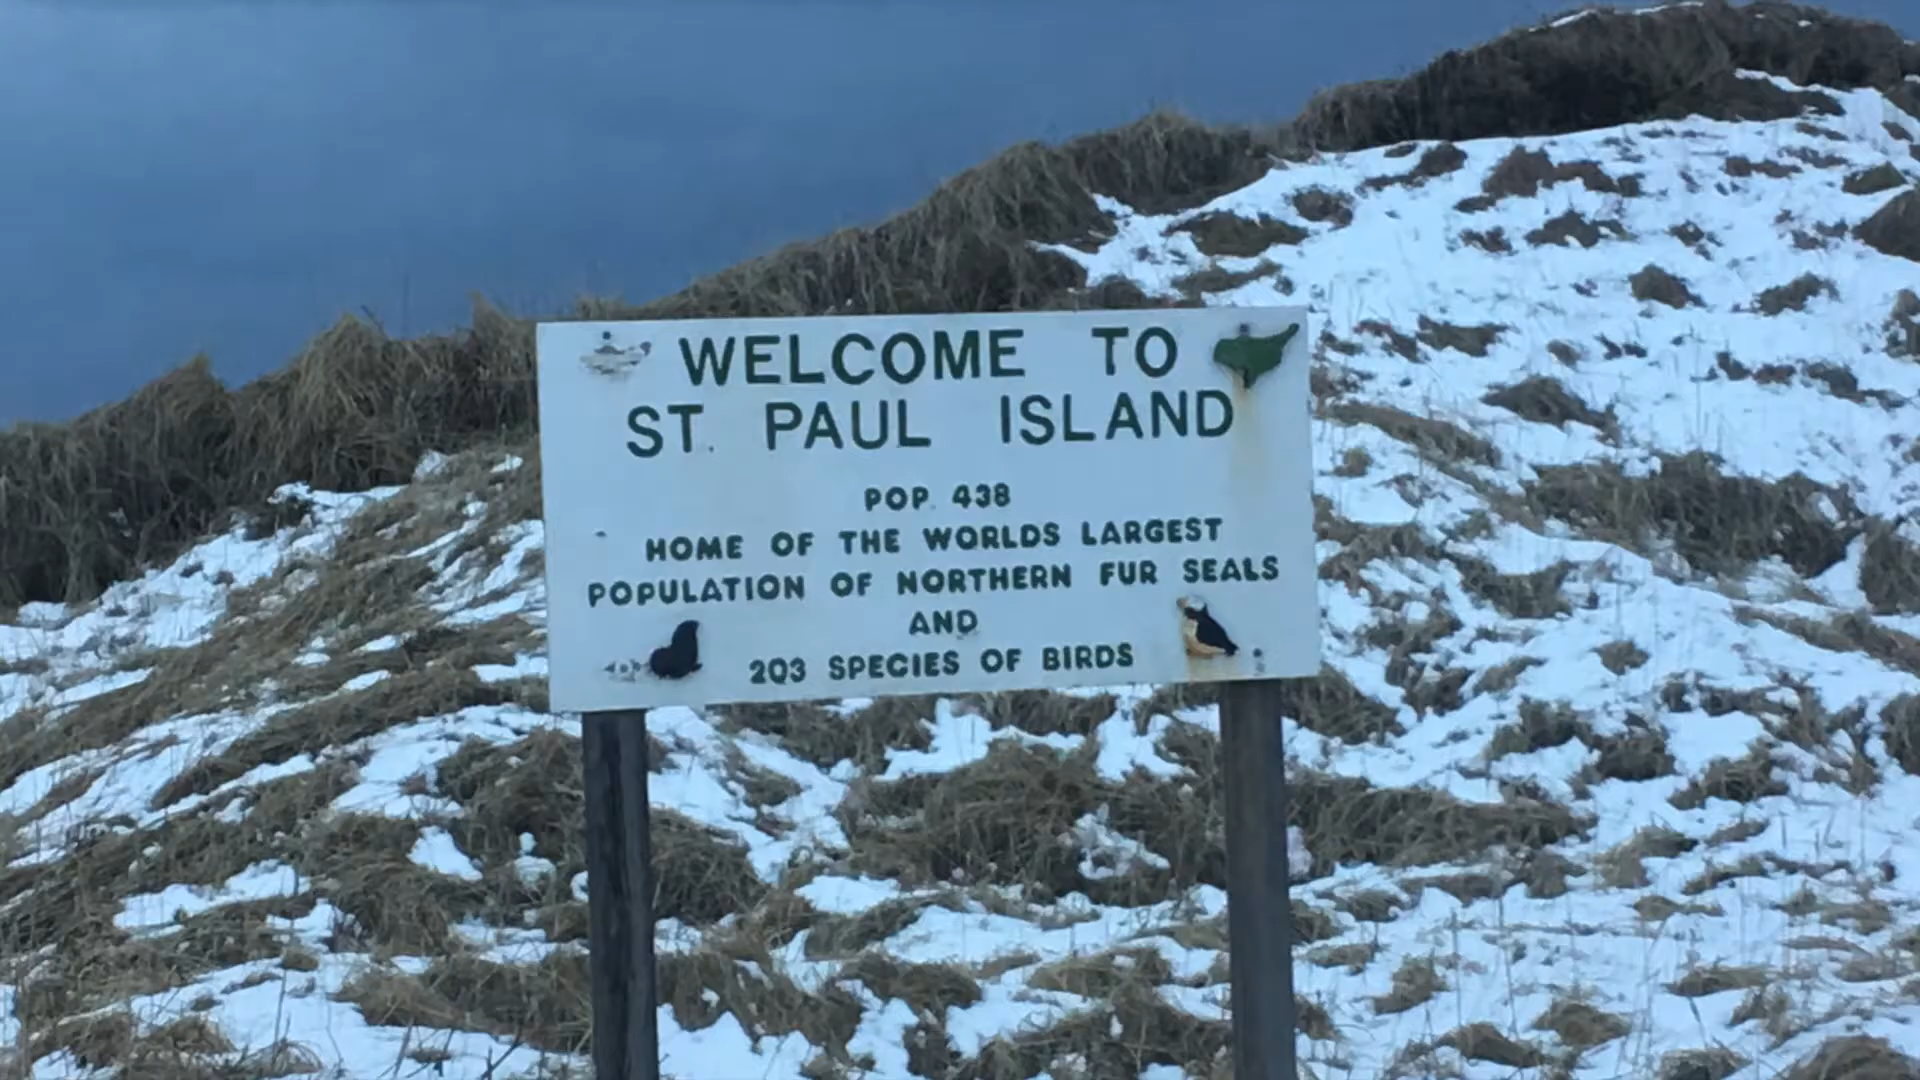 WELCOME TO
ST. PAUL ISLAND
POP. 438
HOME OF THE WORLDS LARGEST
POPULATION OF NORTHERN FUR SEALS
AND
203 SPECIES OF BIRDS